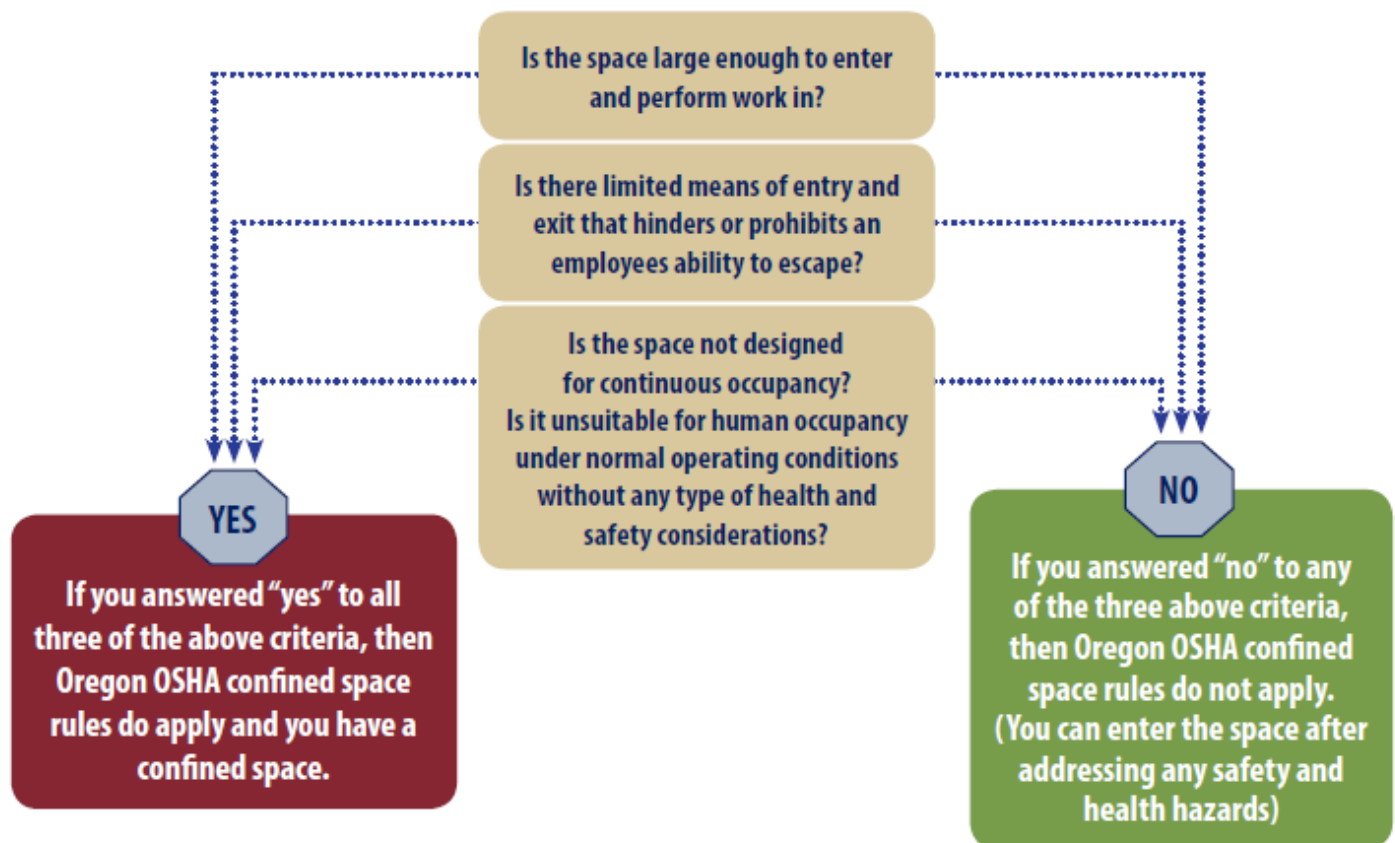 Is the space large enough to enter
and perform work in?
Is there limited means of entry and
exit that hinders or prohibits an
employees ability to escape?
Is the space not designed
for continuous occupancy?
Is it unsuitable for human occupancy
under normal operating conditions
without any type of health and
safety considerations?
YES
If you answered “yes” to all
three of the above criteria, then
Oregon OSHA confined space
rules do apply and you have a
confined space.
NO
If you answered “no” to any
of the three above criteria,
then Oregon OSHA confined
space rules do not apply.
(You can enter the space after
addressing any safety and
health hazards)